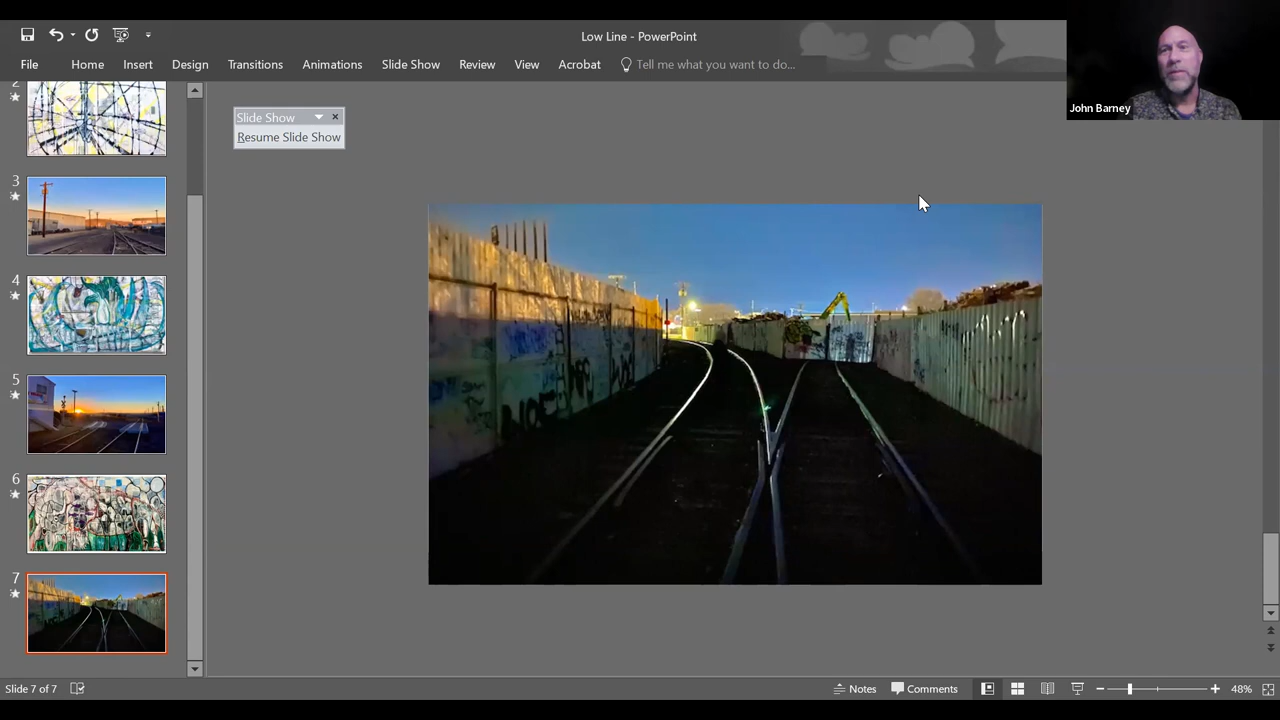 Low Line - PowerPoint
File Home Insert Design Transitions Animations Slide Show Review View Acrobat Tell me what you want to do...
John Barney
Slide Show
Resume Slide Show
2
3
4
5
6
7
Slide 7 of 7
Notes Comments 48%